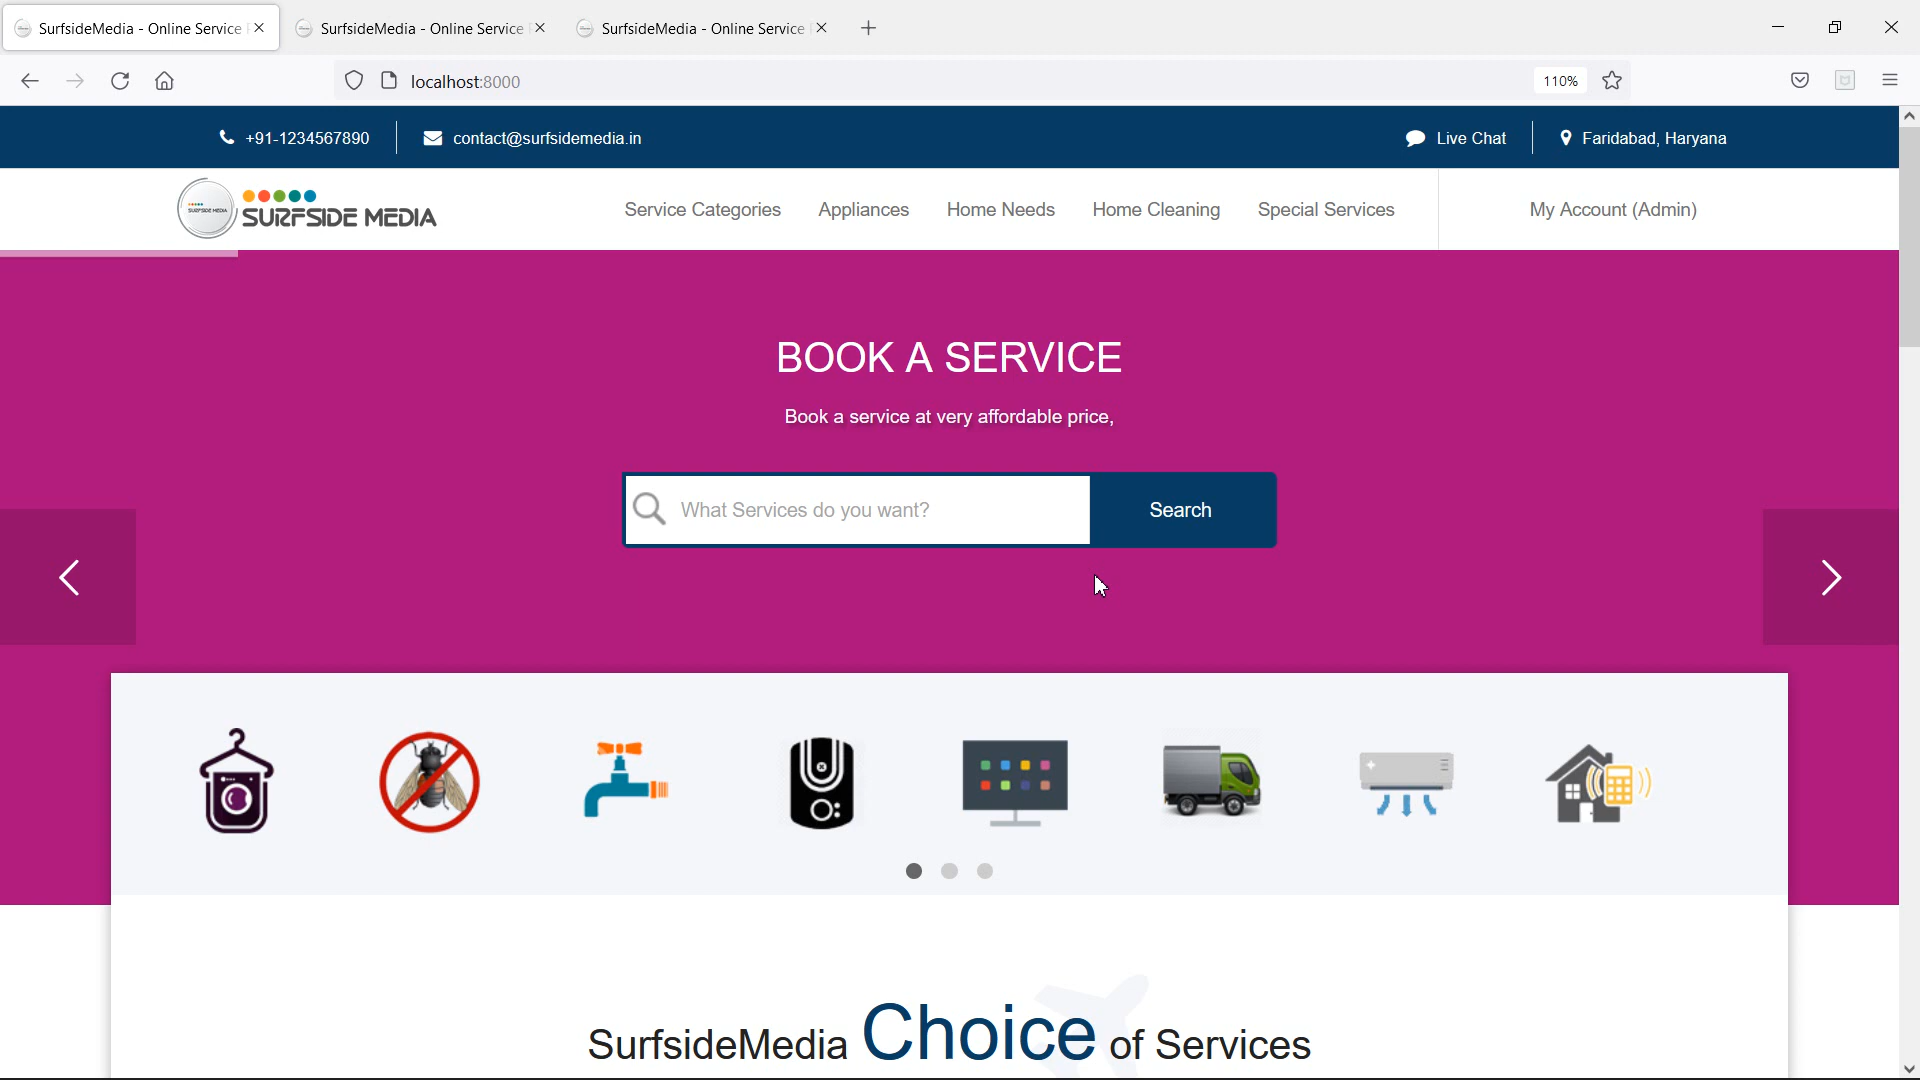 SurfsideMedia - Online Service
SurfsideMedia - Online Service
SurfsideMedia - Online Service
localhost:8000
110%
+91-1234567890
contact@surfsidemedia.in
Live Chat
Faridabad, Haryana
SURFSIDE MEDIA
SURFSIDE MEDIA
Service Categories
Appliances
Home Needs
Home Cleaning
Special Services
My Account (Admin)
BOOK A SERVICE
Book a service at very affordable price,
What Services do you want?
Search
SurfsideMedia Choice of Services